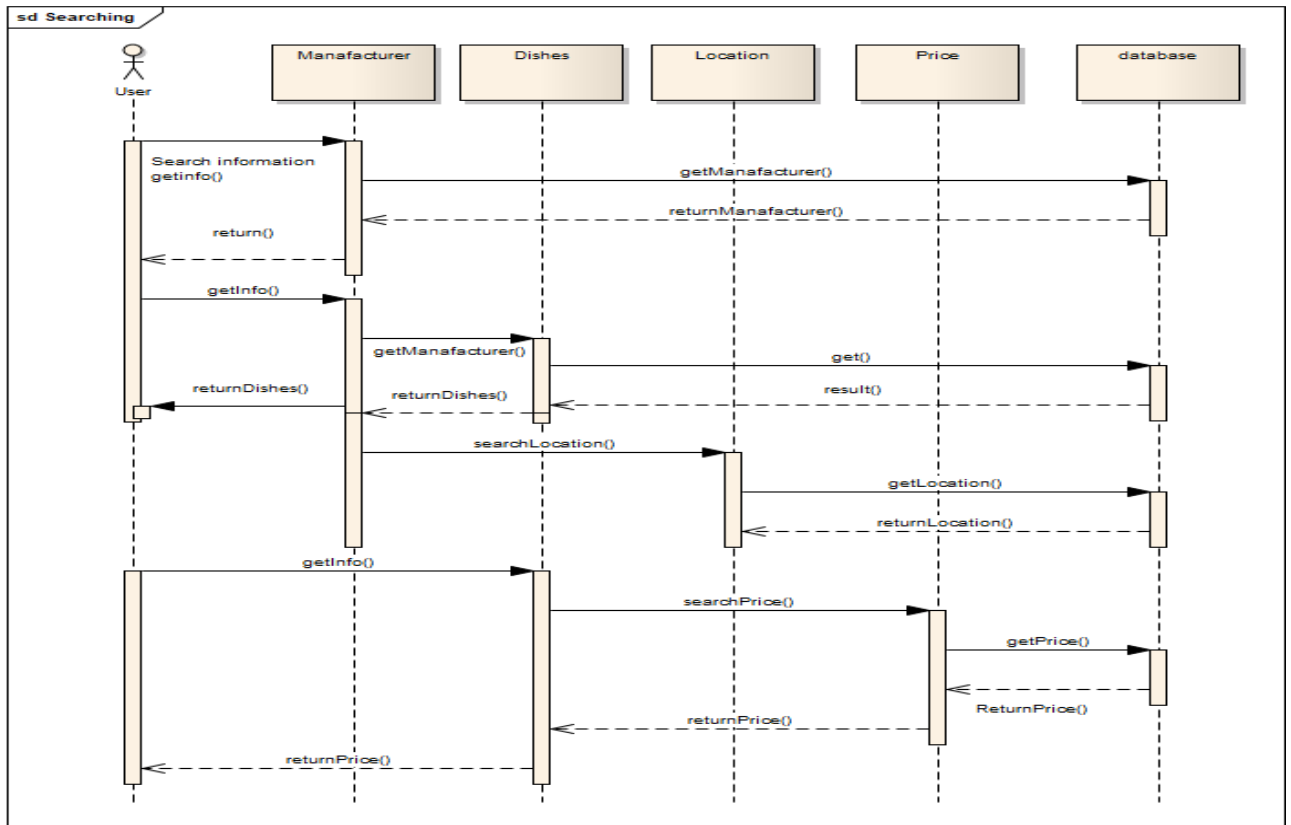 sd Searching
User
Manafacturer
Dishes
Location
Price
database
Search information
getinfo()
getManafacturer()
returnManafacturer()
return()
getInfo()
getManafacturer()
get()
returnDishes()
returnDishes()
result()
searchLocation()
getLocation()
returnLocation()
getInfo()
searchPrice()
getPrice()
ReturnPrice()
returnPrice()
returnPrice()